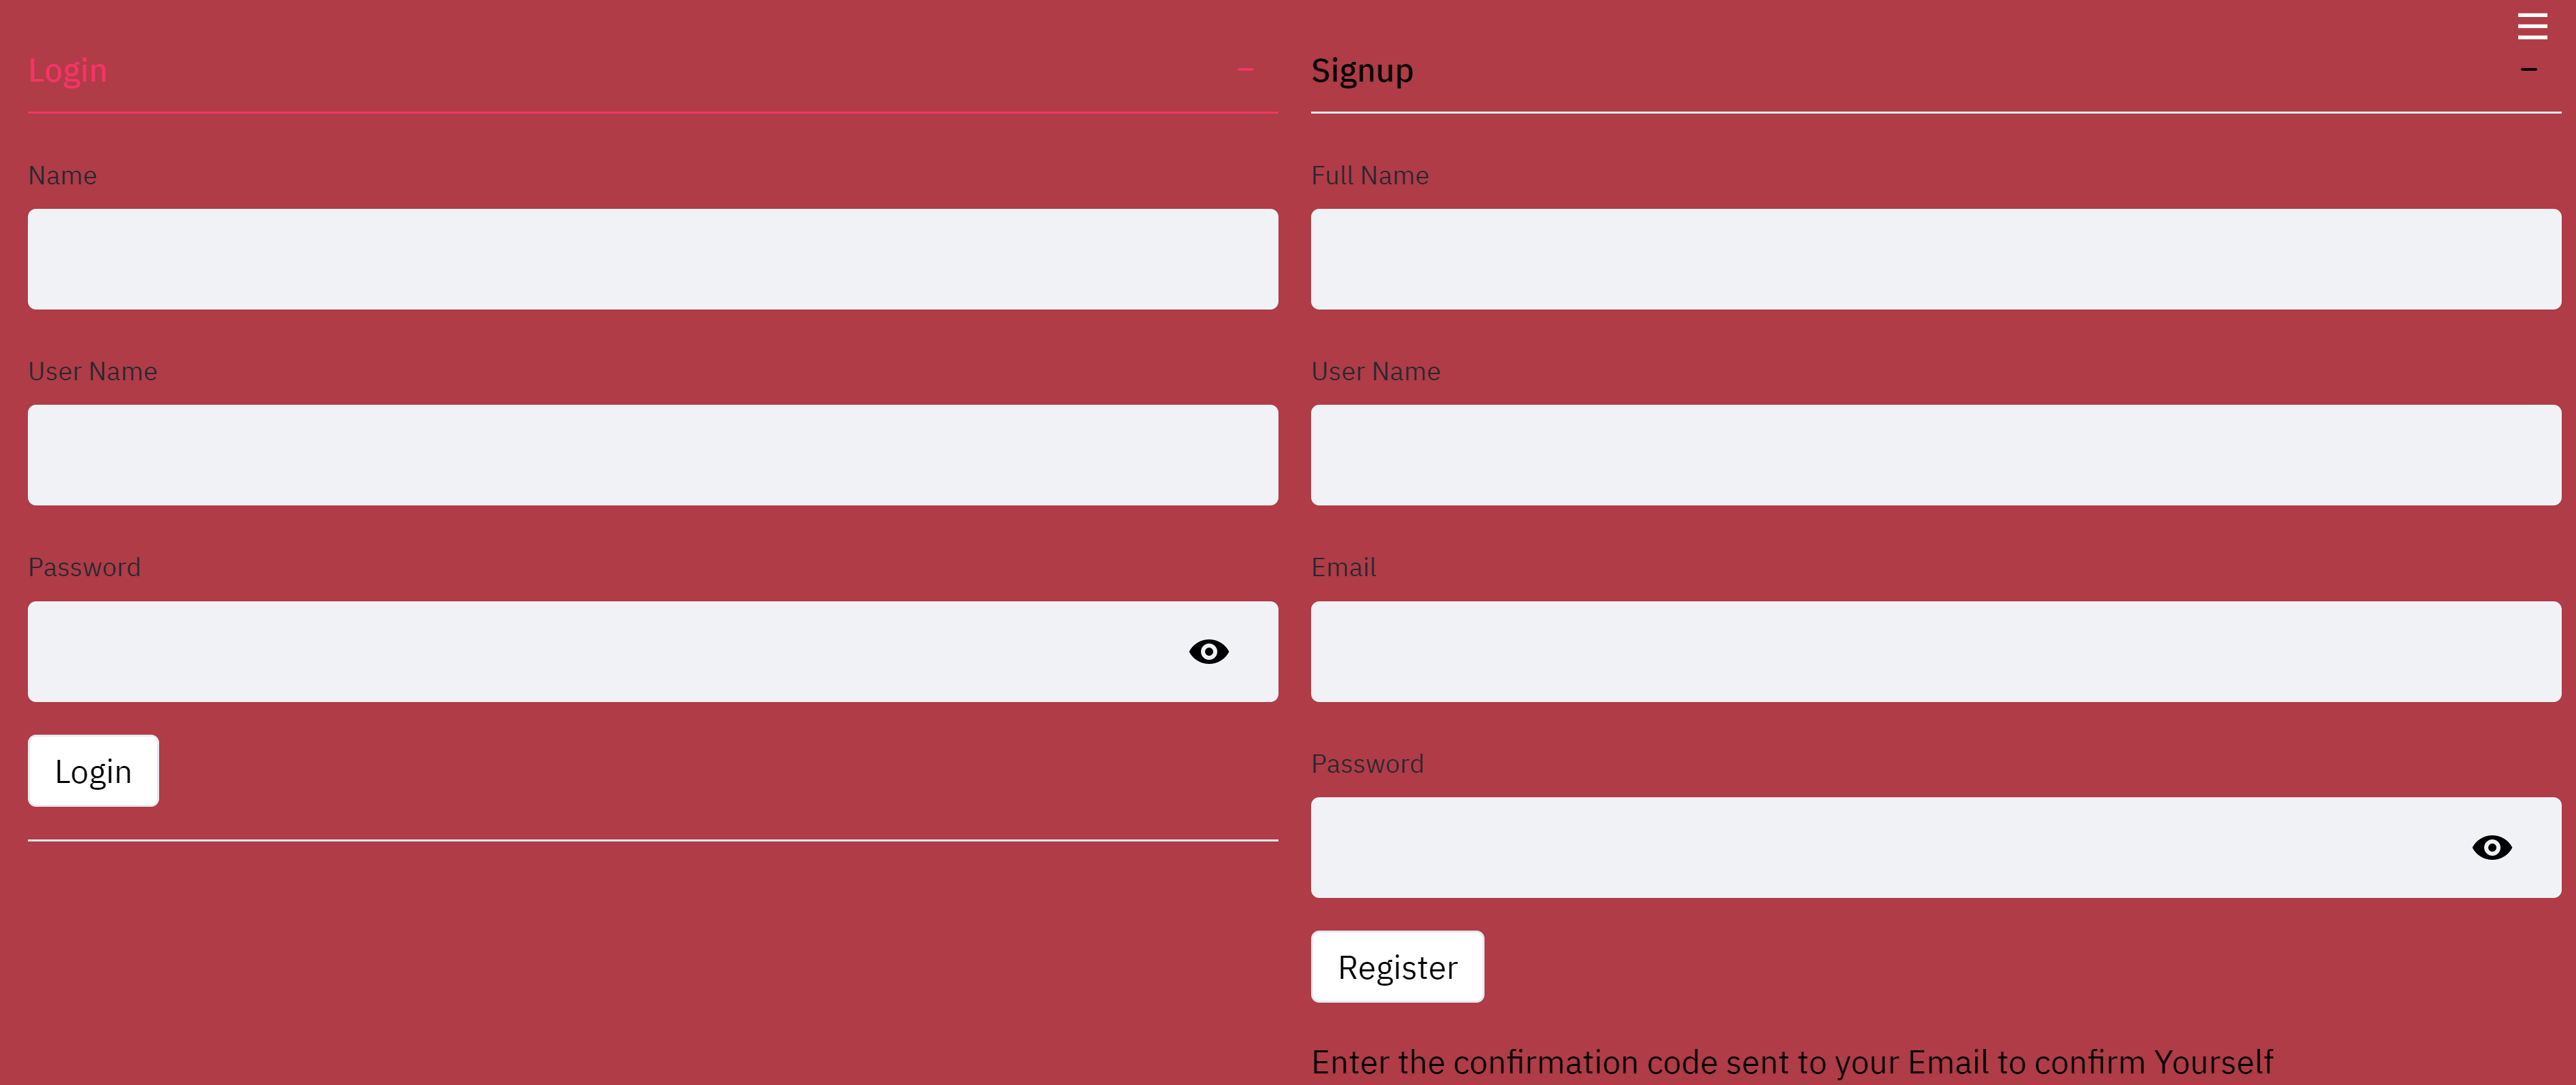 Login
Name
User Name
Password
Login
Signup
Full Name
User Name
Email
Password
Register
Enter the confirmation code sent to your Email to confirm Yourself